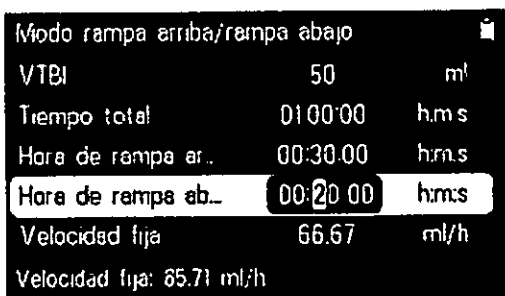 Modo rampa arriba/rampa abajo
VTBI 50 ml
Tiempo total 01:00:00 h:m:s
Hora de rampa ar... 00:30:00 h:m:s
Hora de rampa ab... 00:20:00 h:m:s
Velocidad fija 66.67 ml/h
Velocidad fija: 85.71 ml/h